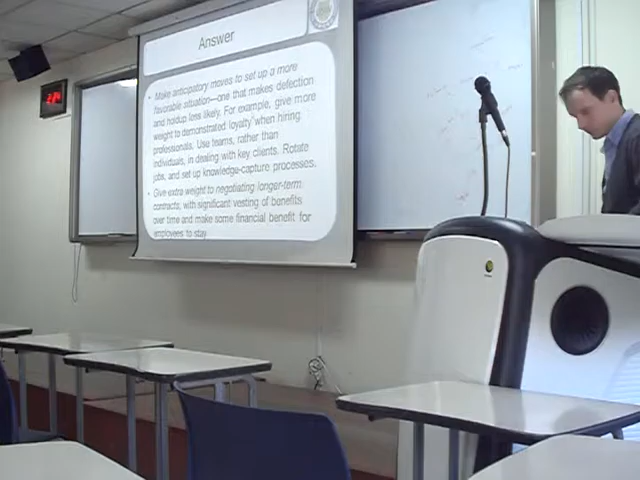 Answer
• Make anticipatory moves to set up a more
favorable situation—one that makes defection
and holdup less likely. For example, give more
weight to demonstrated loyalty when hiring
professionals. Use teams, rather than
individuals, in dealing with key clients. Rotate
jobs, and set up knowledge-capture processes.
• Give extra weight to negotiating longer-term
contracts, with significant vesting of benefits
over time and make some financial benefit for
employees to stay